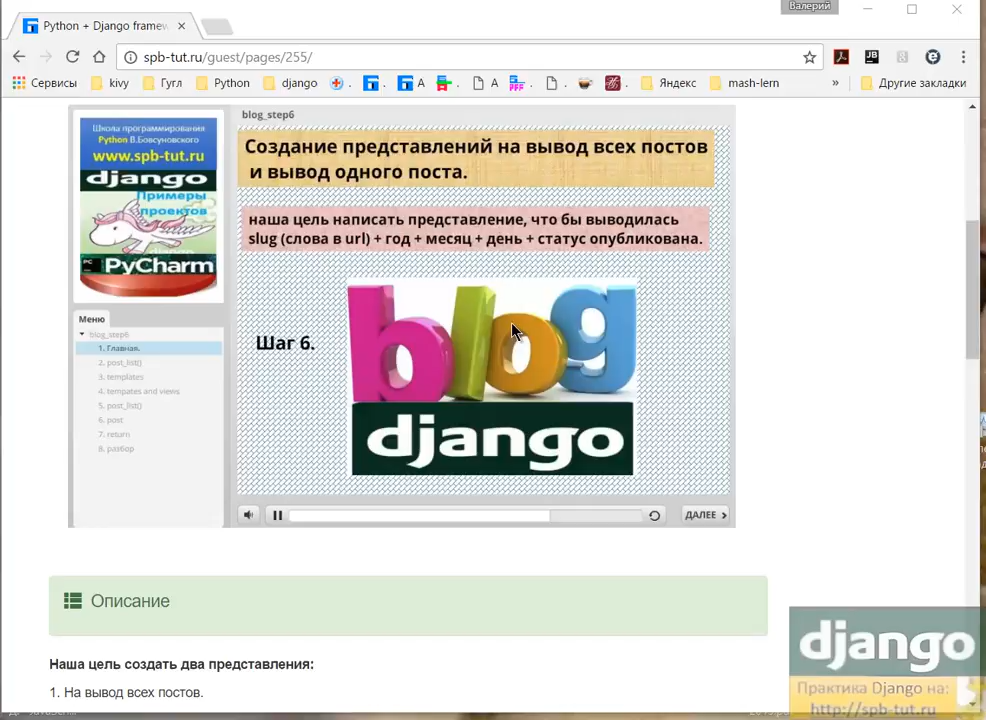 Валерий
Python + Django framew
spb-tut.ru/guest/pages/255/
Сервисы kivy Гугл Python django A A Яндекс mash-lern » Другие закладки
blog_step6
Школа программирования
Python В.Бовсуновского
www.spb-tut.ru
django
Примеры
проектов
PyCharm
Меню
blog_step6
1. Главная.
2. post_list()
3. templates
4. tempates and views
5. post_list()
6. post
7. return
8. разбор
Создание представлений на вывод всех постов
и вывод одного поста.
наша цель написать представление, что бы выводилась
slug (слова в url) + год + месяц + день + статус опубликована.
Шаг 6.
blog
django
ДАЛЕЕ
Описание
Наша цель создать два представления:
1. На вывод всех постов.
django
Практика Django на:
http://spb-tut.ru